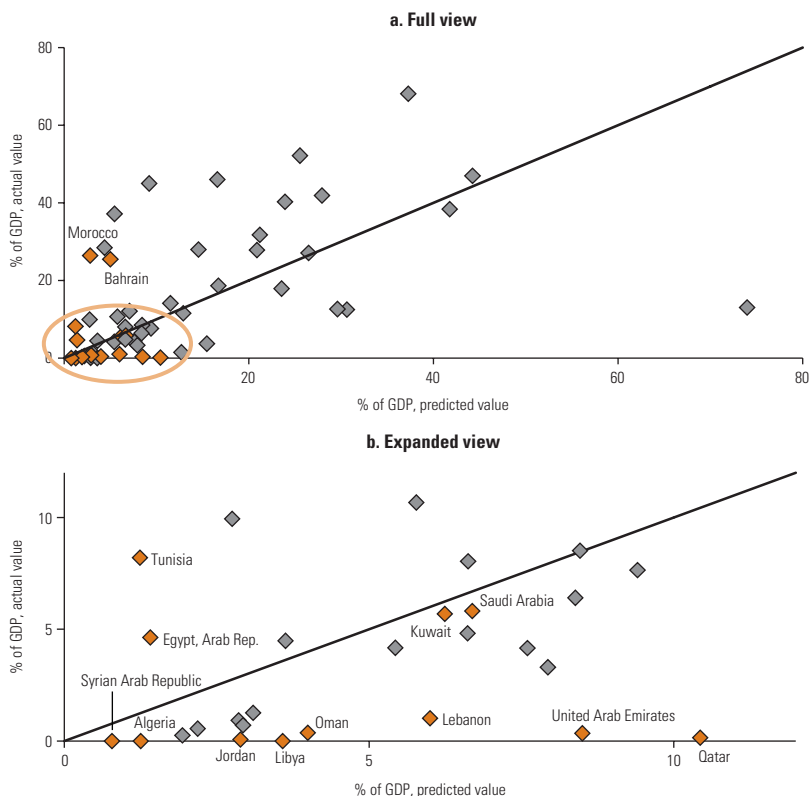 a. Full view
80
60
40
20
0
% of GDP, actual value
Morocco
Bahrain
20
40
60
80
% of GDP, predicted value
b. Expanded view
10
5
0
% of GDP, actual value
Tunisia
Saudi Arabia
Kuwait
Egypt, Arab Rep.
Syrian Arab Republic
Algeria
Oman
Lebanon
United Arab Emirates
Jordan
Libya
Qatar
0
5
10
% of GDP, predicted value